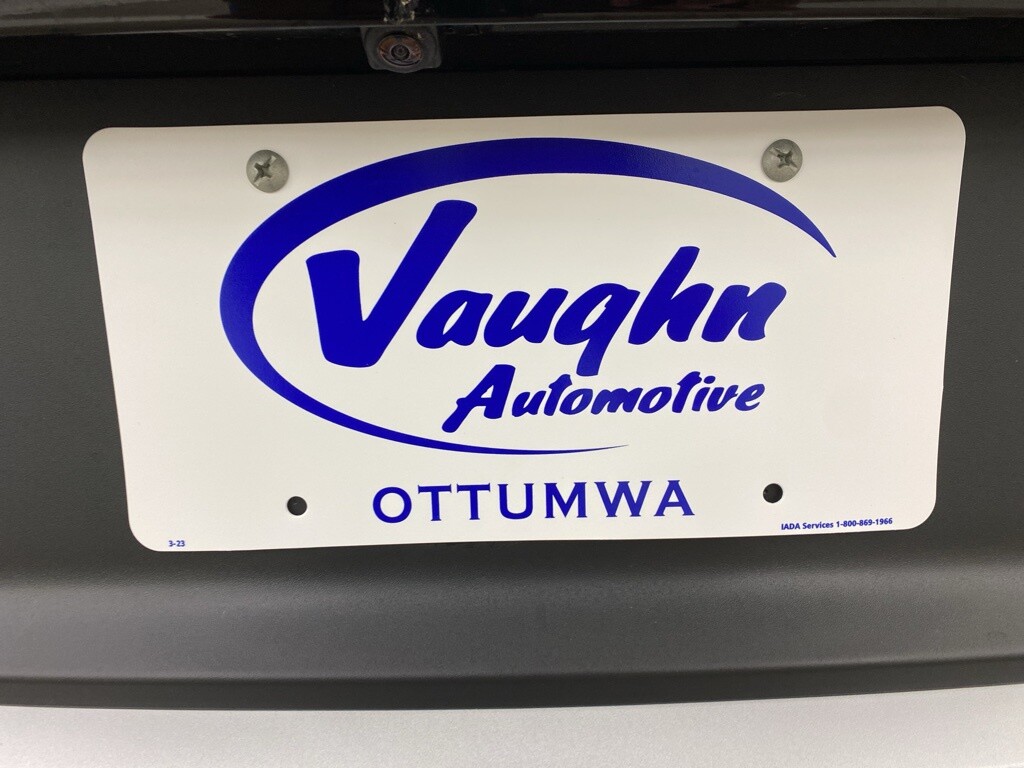 Vaughn
Automotive
OTTUMWA
IADA Services 1-800-869-1966
3-23